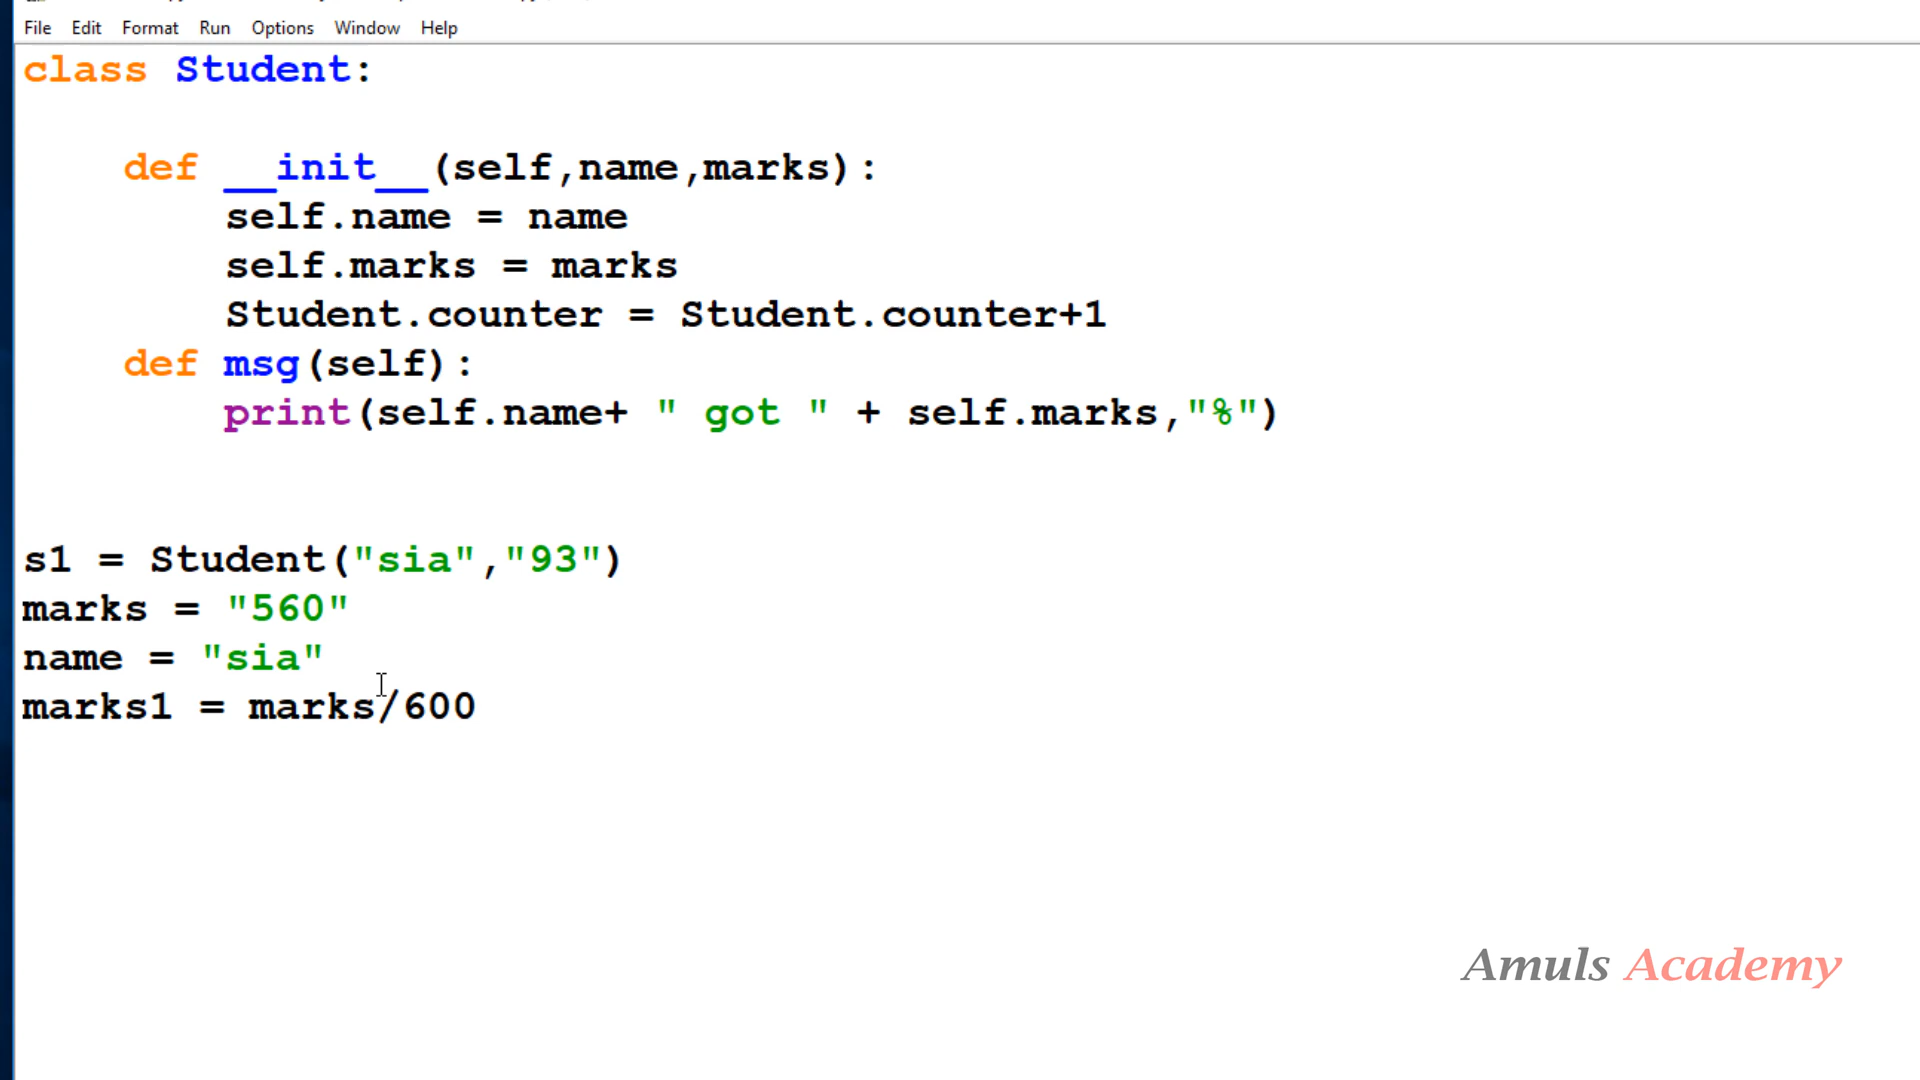 File Edit Format Run Options Window Help
class Student:
def __init__(self,name,marks):
self.name = name
self.marks = marks
Student.counter = Student.counter+1
def msg(self):
print(self.name+ " got " + self.marks,"%")
s1 = Student("sia","93")
marks = "560"
name = "sia"
marks1 = marks/600
Amuls Academy